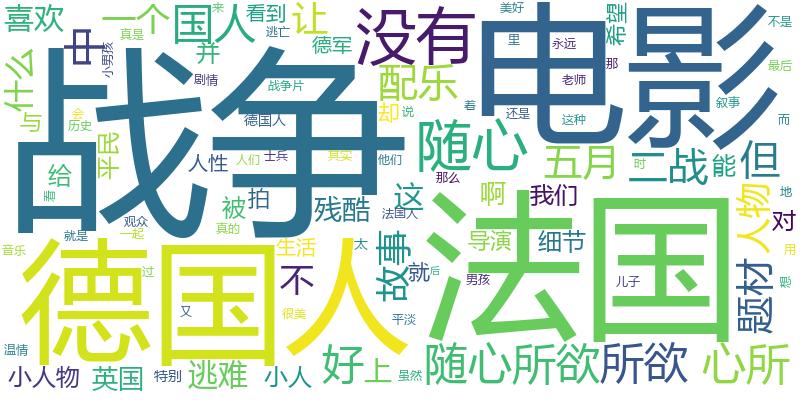 喜欢
一个
国人
看到
来
让
没有
电影
美好
里
希望
不是
真是
逃亡
德军
永远
那
中
小男孩
并
什么
剧情
战争片
配乐
老师
最后
战争
却
说
着
还是
这种
叙事
而
与
会
历史
德国人
随心
五月
二战
能
但
平民
给
人性
人们
士兵
真实
他们
那么
时
看
被
拍
残酷
这
啊
我们
人物
地
对
观众
真的
法国人
法国
音乐
就是
一起
生活
太
故事
就
后
导演
细节
用
德国人
过
不
男孩
儿子
题材
又
很美
平淡
温情
小人物
英国
特别
逃难
小人
好
上
虽然
随心所欲
所欲
心所